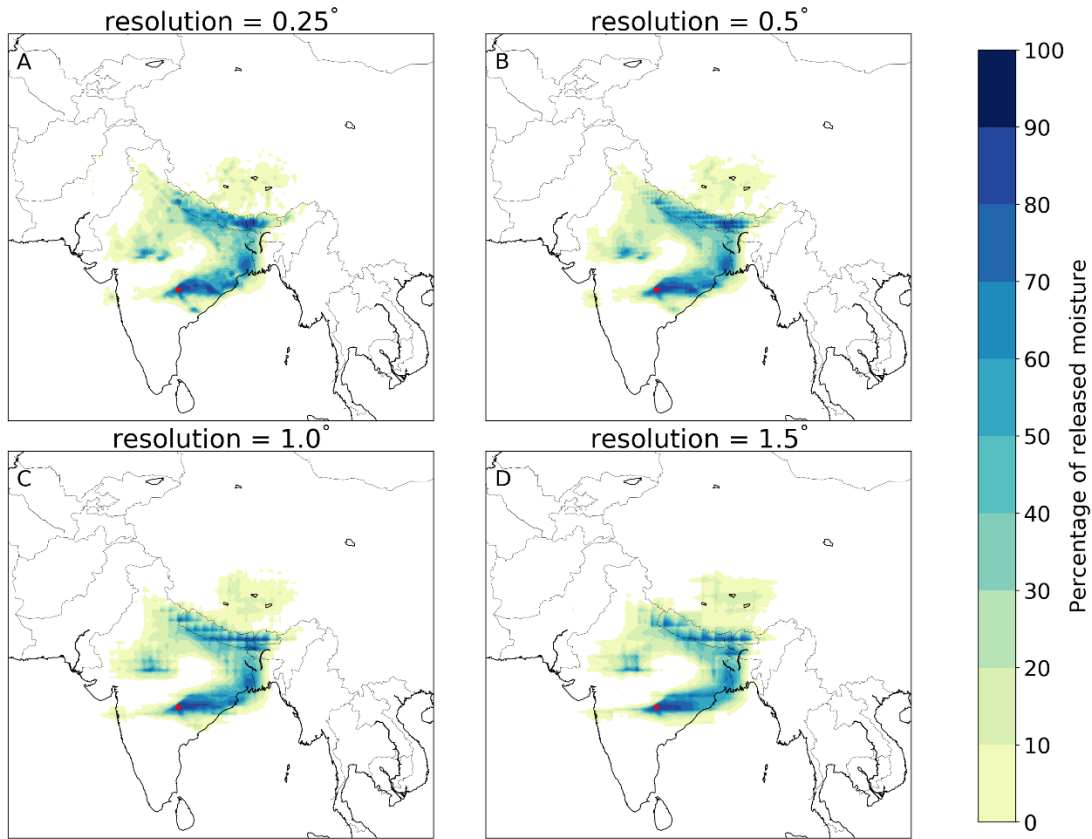 resolution = 0.25°
resolution = 0.5°
A
B
resolution = 1.0°
resolution = 1.5°
C
D
100
90
80
70
60
50
40
30
20
10
0
Percentage of released moisture